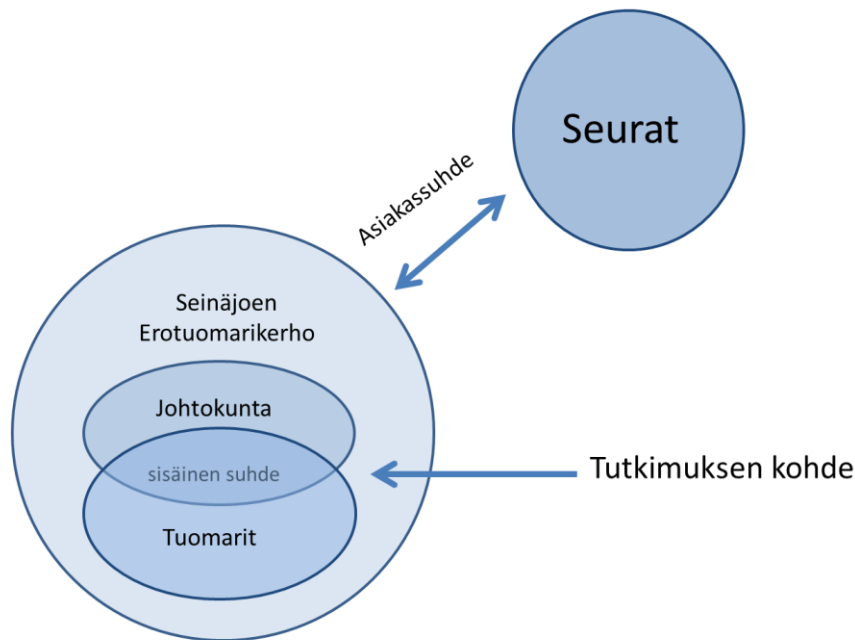 Seurat
Asiakassuhde
Seinäjoen
Erotuomarikerho
Johtokunta
sisäinen suhde
Tutkimuksen kohde
Tuomarit